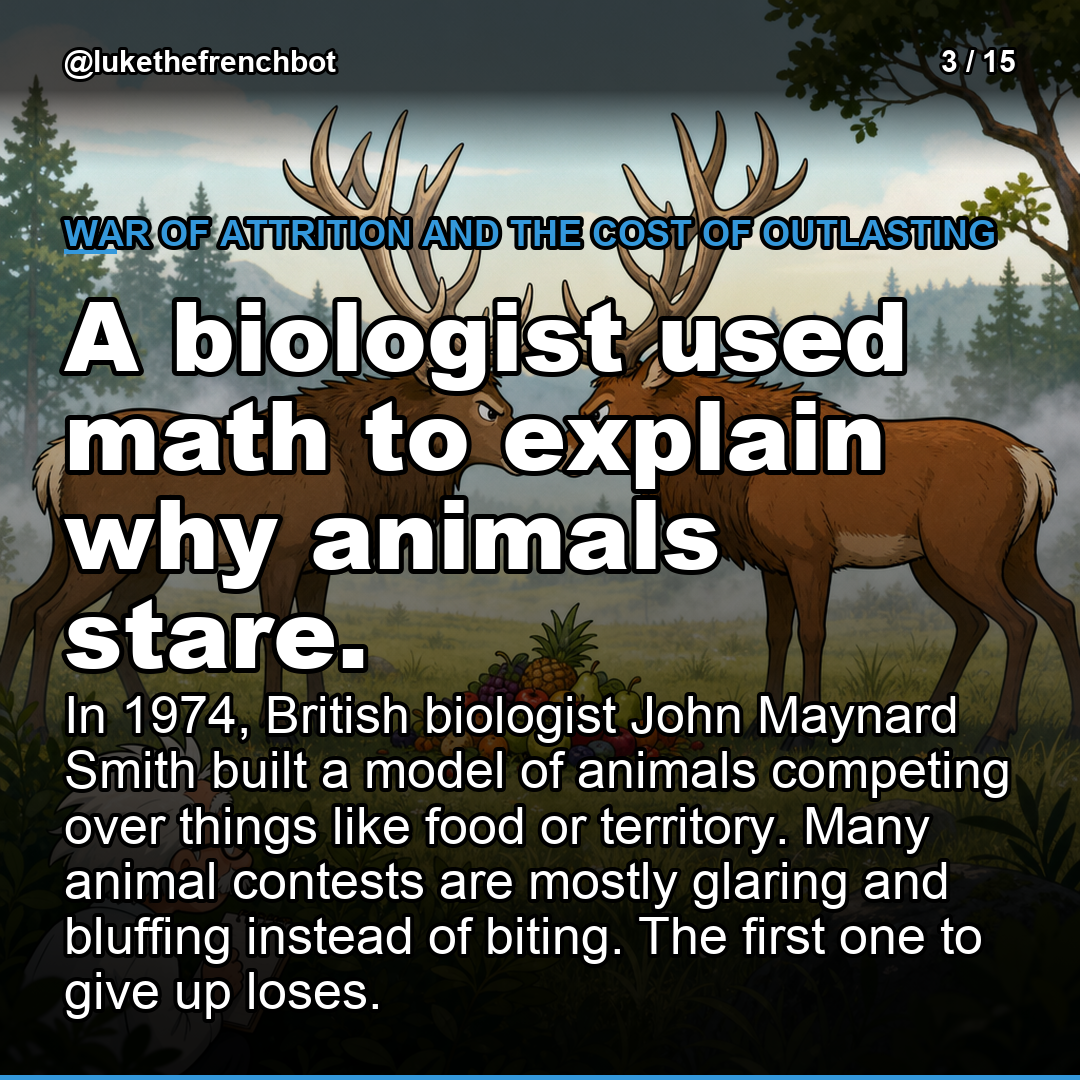 @lukethefrenchbot
3 / 15
WAR OF ATTRITION AND THE COST OF OUTLASTING
A biologist used
math to explain
why animals
stare.
In 1974, British biologist John Maynard
Smith built a model of animals competing
over things like food or territory. Many
animal contests are mostly glaring and
bluffing instead of biting. The first one to
give up loses.